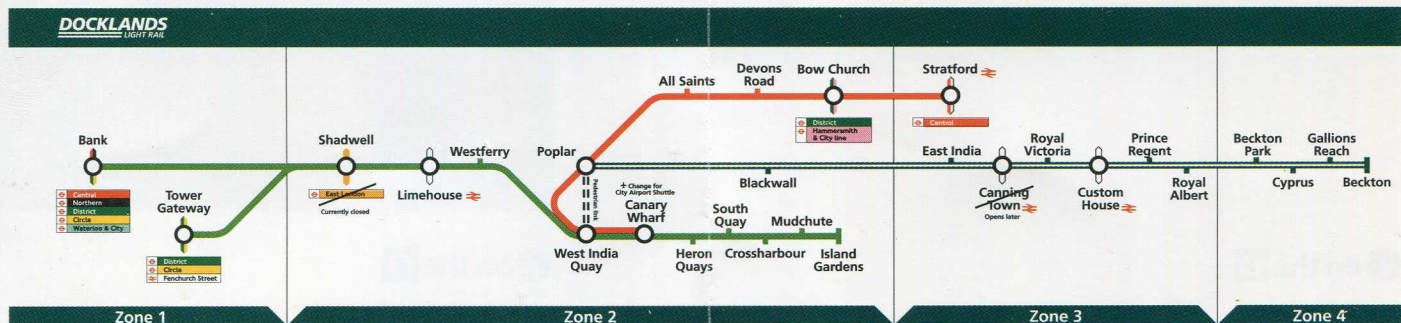 DOCKLANDS
LIGHT RAIL
Bank
Central
Northern
District
Circle
Waterloo & City
Tower
Gateway
District
Circle
Fenchurch Street
Shadwell
East London
Currently closed
Limehouse
Westferry
Poplar
Pedestrian link
West India
Quay
Change for
City Airport Shuttle
Canary
Wharf
Heron
Quays
South
Quay
Crossharbour
Mudchute
Island
Gardens
All Saints
Devons
Road
Bow Church
District
Hammersmith
& City line
Stratford
Central
Blackwall
East India
Canning
Town
Opens later
Royal
Victoria
Custom
House
Prince
Regent
Royal
Albert
Beckton
Park
Cyprus
Gallions
Reach
Beckton
Zone 1
Zone 2
Zone 3
Zone 4